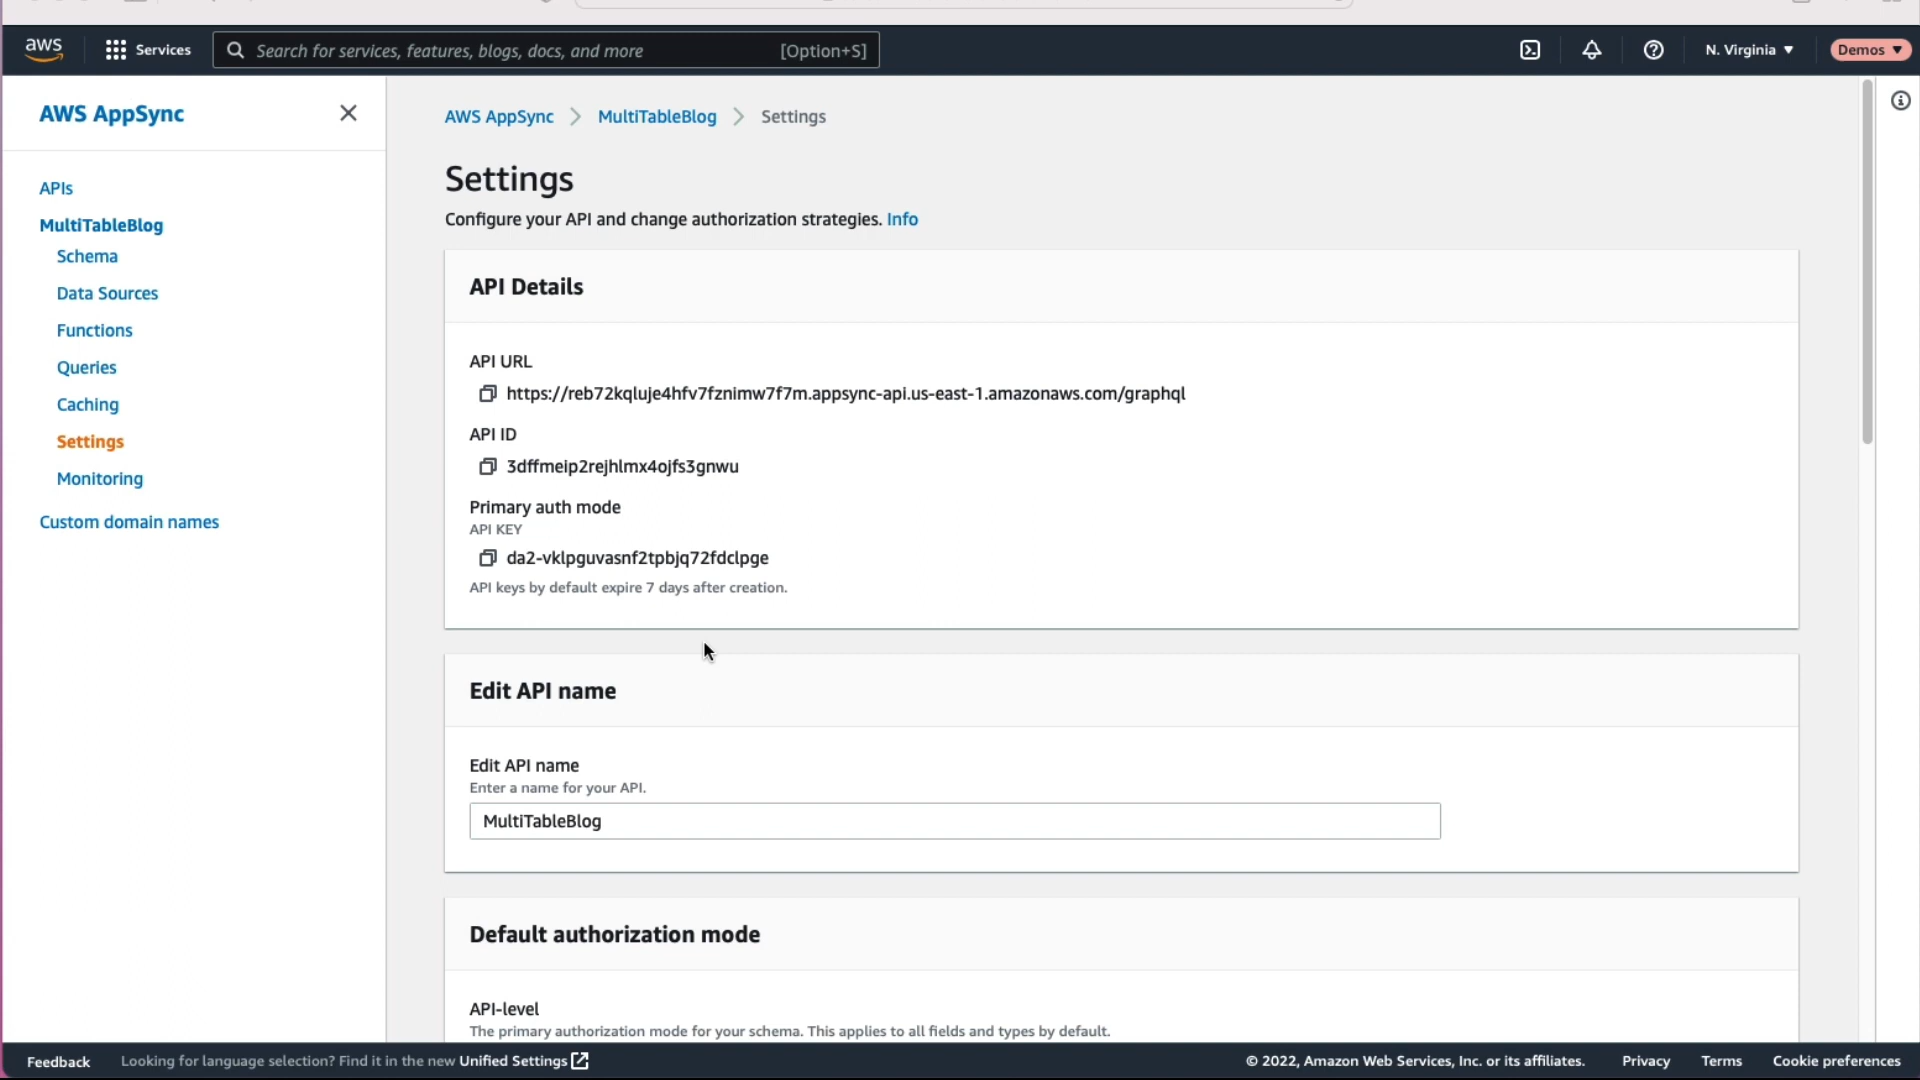 aws
Services
Search for services, features, blogs, docs, and more
[Option+S]
N. Virginia
Demos
AWS AppSync
APIs
MultiTableBlog
Schema
Data Sources
Functions
Queries
Caching
Settings
Monitoring
Custom domain names
AWS AppSync
MultiTableBlog
Settings
Settings
Configure your API and change authorization strategies. Info
API Details
API URL
https://reb72kqluje4hfv7fznimw7f7m.appsync-api.us-east-1.amazonaws.com/graphql
API ID
3dffmeip2rejhlmx4ojfs3gnwu
Primary auth mode
API KEY
da2-vklpguvasnf2tpbjq72fdclpge
API keys by default expire 7 days after creation.
Edit API name
Edit API name
Enter a name for your API.
MultiTableBlog
Default authorization mode
API-level
The primary authorization mode for your schema. This applies to all fields and types by default.
Feedback
Looking for language selection? Find it in the new Unified Settings
© 2022, Amazon Web Services, Inc. or its affiliates.
Privacy
Terms
Cookie preferences